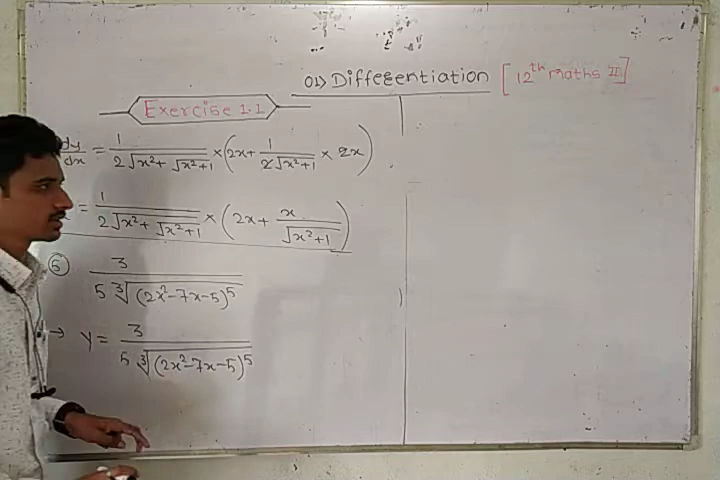 01) Differentiation [12th maths II]
Exercise 1.1
dy/dx = 1/(2√(x²+√(x²+1))) × (2x + 1/(2√(x²+1)) × 2x)
= 1/(2√(x²+√(x²+1))) × (2x + x/√(x²+1))
⑤ 3/(5∛((2x²-7x-5)⁵))
→ y = 3/(5∛((2x²-7x-5)⁵))